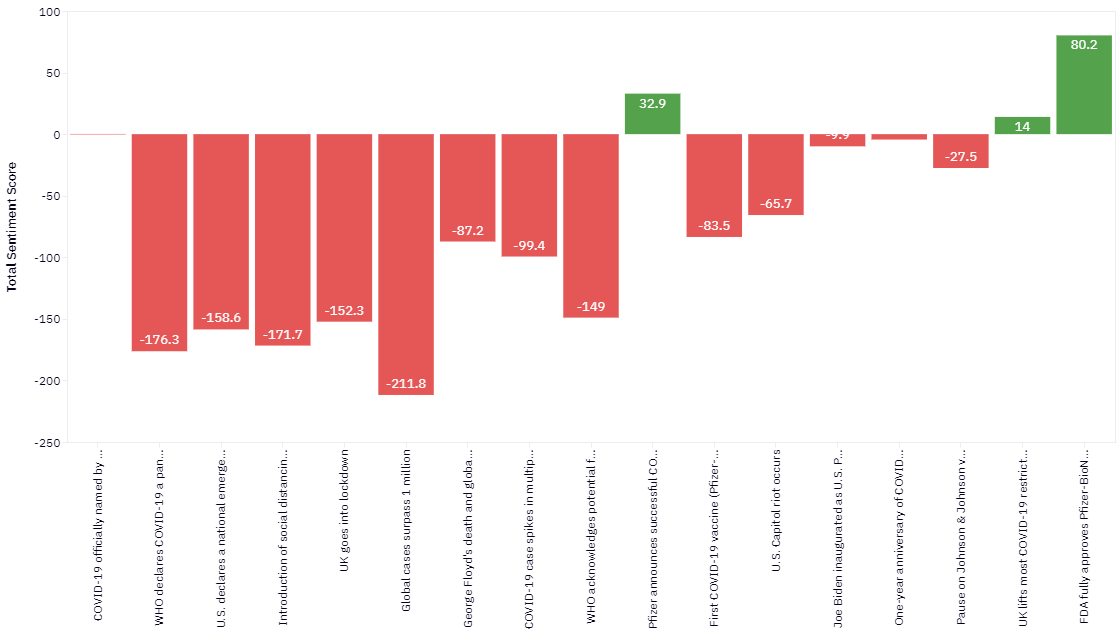 100
50
0
-50
-100
-150
-200
-250
Total Sentiment Score
-176.3
-158.6
-171.7
-152.3
-211.8
-87.2
-99.4
-149
32.9
-83.5
-65.7
-9.9
-27.5
14
80.2
COVID-19 officially named by ...
WHO declares COVID-19 a pan...
U.S. declares a national emerge...
Introduction of social distancin...
UK goes into lockdown
Global cases surpass 1 million
George Floyd's death and globa...
COVID-19 case spikes in multip...
WHO acknowledges potential f...
Pfizer announces successful CO...
First COVID-19 vaccine (Pfizer-...
U.S. Capitol riot occurs
Joe Biden inaugurated as U.S. P...
One-year anniversary of COVID...
Pause on Johnson & Johnson v...
UK lifts most COVID-19 restrict...
FDA fully approves Pfizer-BioN...